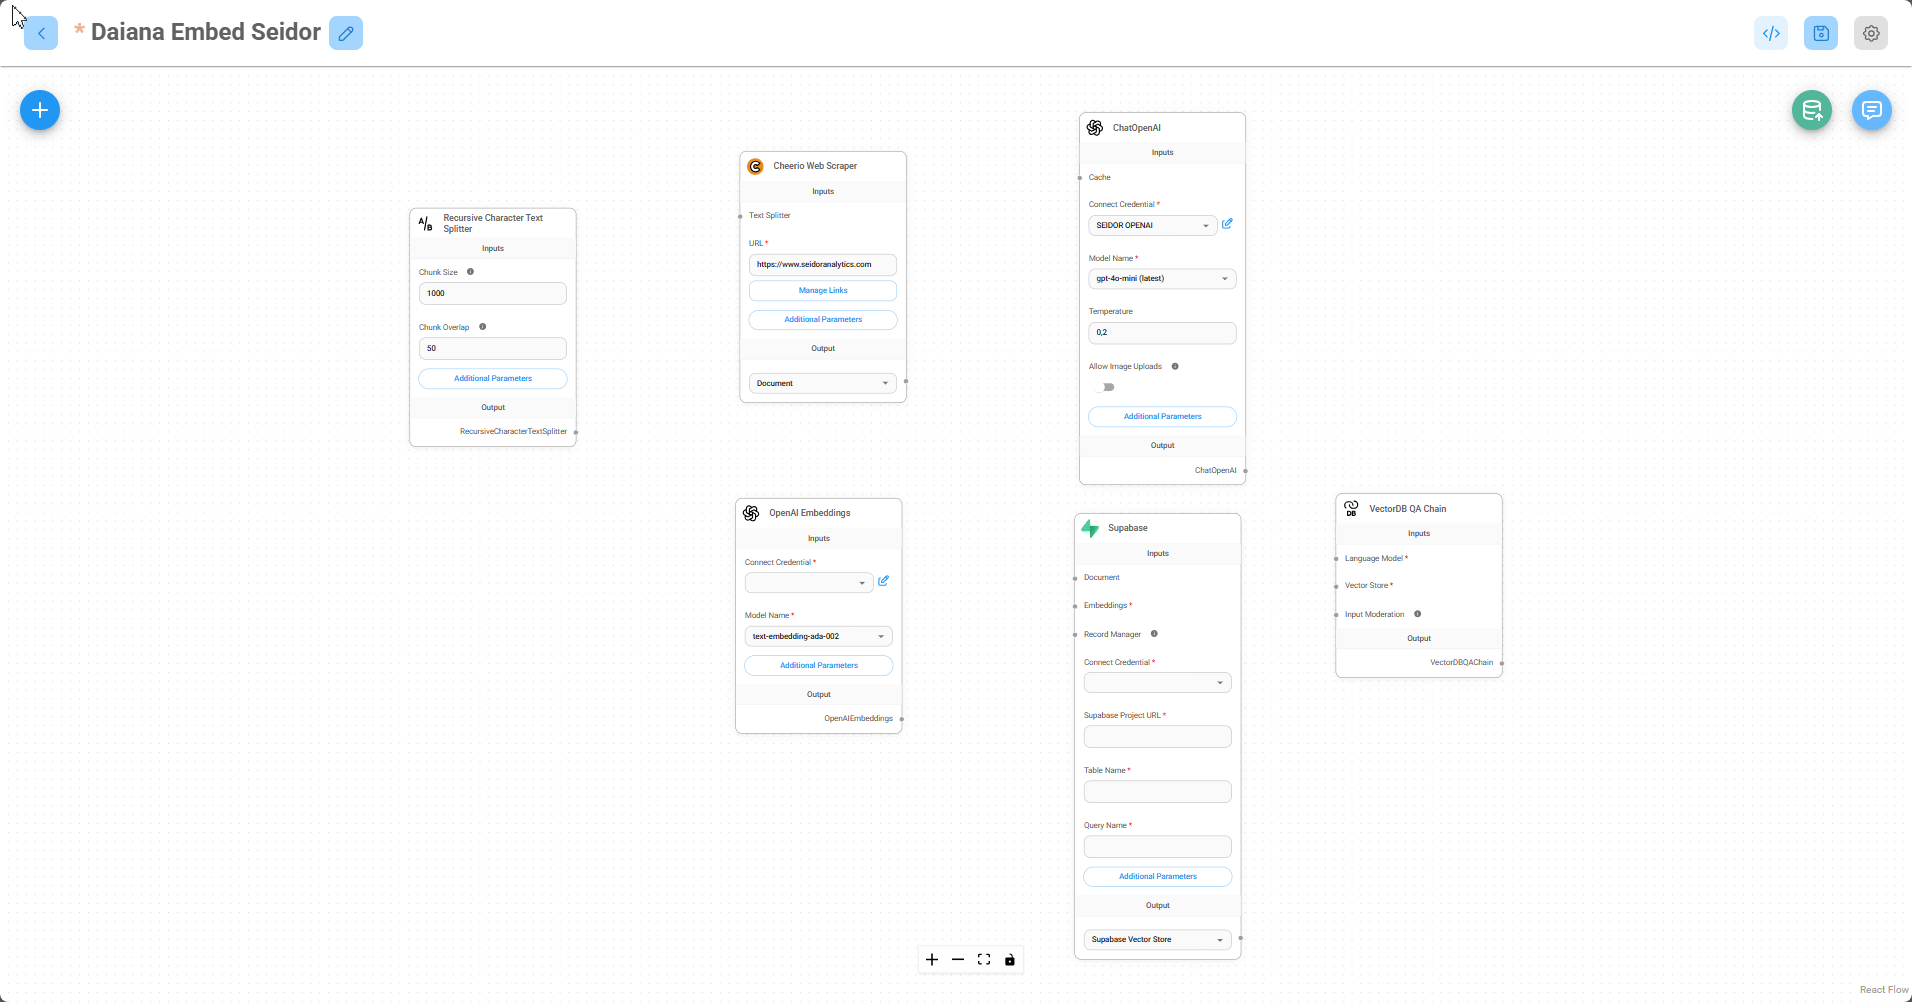 * Daiana Embed Seidor
A/B
Recursive Character Text
Splitter
Inputs
Chunk Size
1000
Chunk Overlap
50
Additional Parameters
Output
RecursiveCharacterTextSplitter
Cheerio Web Scraper
Inputs
Text Splitter
URL *
https://www.seidoranalytics.com
Manage Links
Additional Parameters
Output
Document
OpenAI Embeddings
Inputs
Connect Credential *
Model Name *
text-embedding-ada-002
Additional Parameters
Output
OpenAIEmbeddings
ChatOpenAI
Inputs
Cache
Connect Credential *
SEIDOR OPENAI
Model Name *
gpt-4o-mini (latest)
Temperature
0,2
Allow Image Uploads
Additional Parameters
Output
ChatOpenAI
Supabase
Inputs
Document
Embeddings *
Record Manager
Connect Credential *
Supabase Project URL *
Table Name *
Query Name *
Additional Parameters
Output
Supabase Vector Store
DB
VectorDB QA Chain
Inputs
Language Model *
Vector Store *
Input Moderation
Output
VectorDBQAChain
React Flow